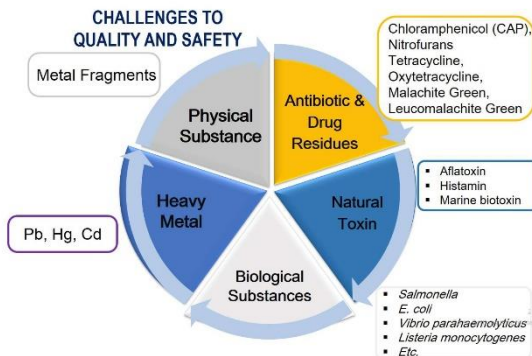 CHALLENGES TO
QUALITY AND SAFETY
Metal Fragments
Physical
Substance
Antibiotic &
Drug
Residues
Chloramphenicol (CAP),
Nitrofurans
Tetracycline,
Oxytetracycline,
Malachite Green,
Leucomalachite Green
Heavy
Metal
Natural
Toxin
▪ Aflatoxin
▪ Histamin
▪ Marine biotoxin
Pb, Hg, Cd
Biological
Substances
▪ Salmonella
▪ E. coli
▪ Vibrio parahaemolyticus
▪ Listeria monocytogenes
▪ Etc.